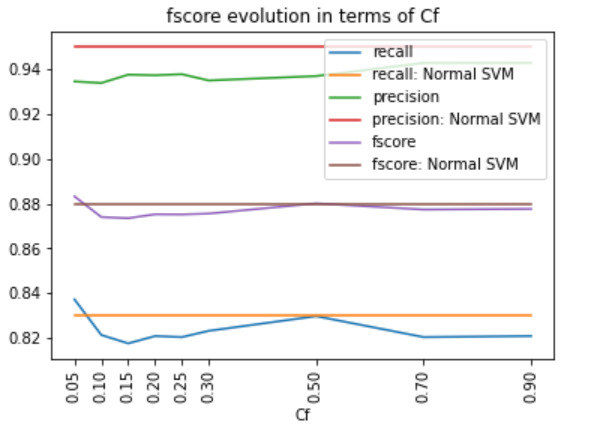 fscore evolution in terms of Cf
0.94
0.92
0.90
0.88
0.86
0.84
0.82
recall
recall: Normal SVM
precision
precision: Normal SVM
fscore
fscore: Normal SVM
0.05
0.10
0.15
0.20
0.25
0.30
0.50
0.70
0.90
Cf